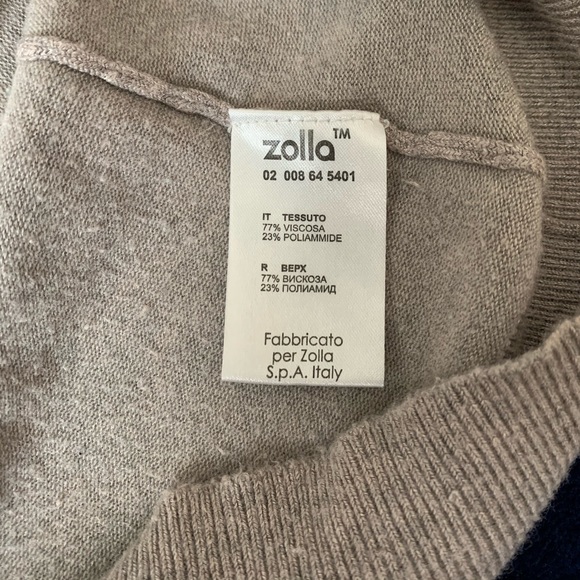 zolla™
02 008 64 5401
IT TESSUTO
77% VISCOSA
23% POLIAMMIDE
R ВЕРХ
77% ВИСКОЗА
23% ПОЛИАМИД
Fabbricato
per Zolla
S.p.A. Italy